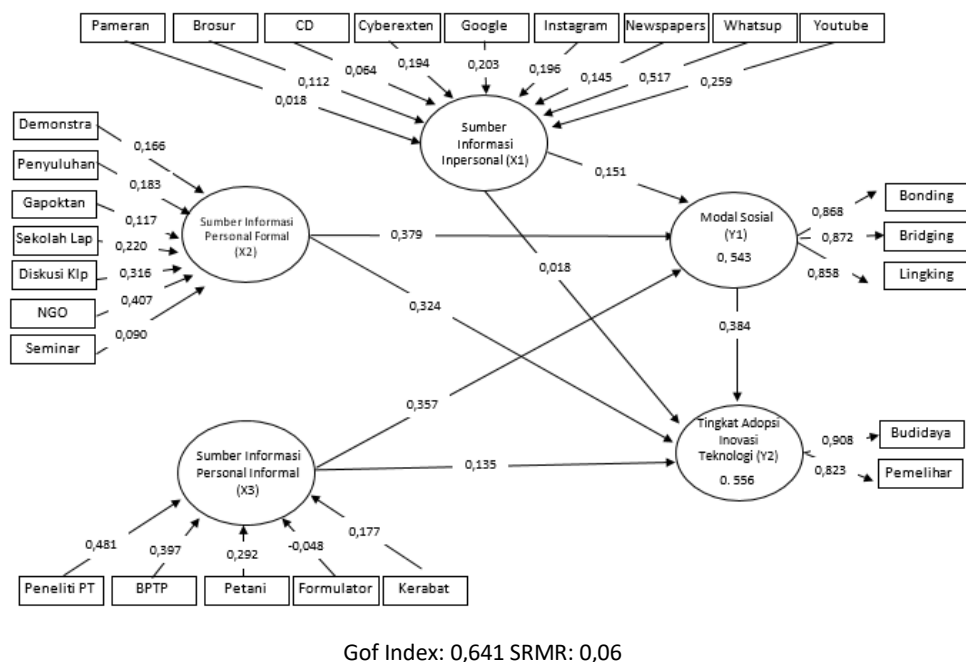 Pameran
Brosur
CD
Cyberexten
Google
Instagram
Newspapers
Whatsup
Youtube
0,018
0,112
0,064
0,194
0,203
0,196
0,145
0,517
0,259
Sumber
Informasi
Inpersonal (X1)
Demonstra
Penyuluhan
Gapoktan
Sekolah Lap
Diskusi Klp
NGO
Seminar
0,166
0,183
0,117
0,220
0,316
0,407
0,090
Sumber Informasi
Personal Formal
(X2)
0,151
0,379
0,018
0,324
0,357
0,135
0,384
Modal Sosial
(Y1)
0, 543
0,868
0,872
0,858
Bonding
Bridging
Lingking
Sumber Informasi
Personal Informal
(X3)
Tingkat Adopsi
Inovasi
Teknologi (Y2)
0. 556
0,908
0,823
Budidaya
Pemelihar
0,481
0,397
0,292
-0,048
0,177
Peneliti PT
BPTP
Petani
Formulator
Kerabat
Gof Index: 0,641 SRMR: 0,06